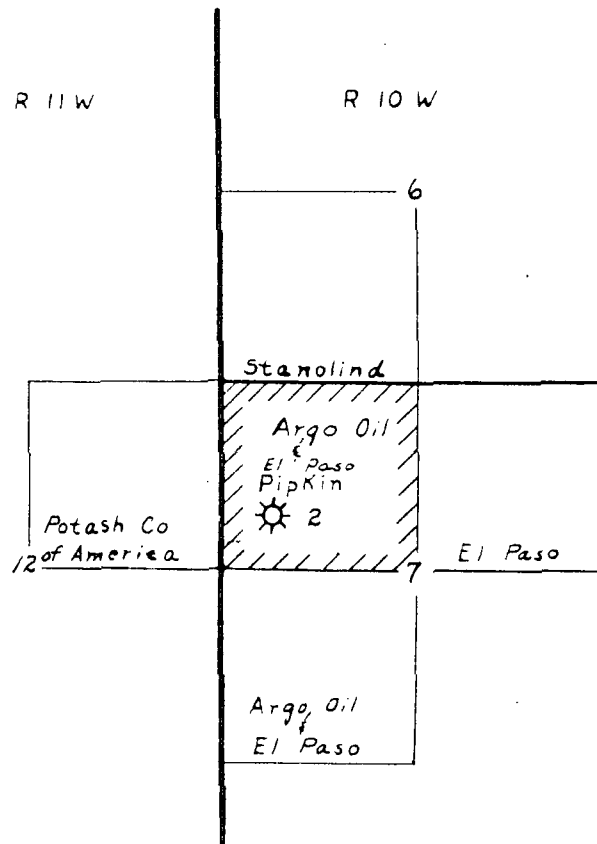 R 11 W
R 10 W
6
Stanolind
Argo Oil
&
El Paso
Pipkin
2
Potash Co
of America
12
7
El Paso
Argo Oil
&
El Paso